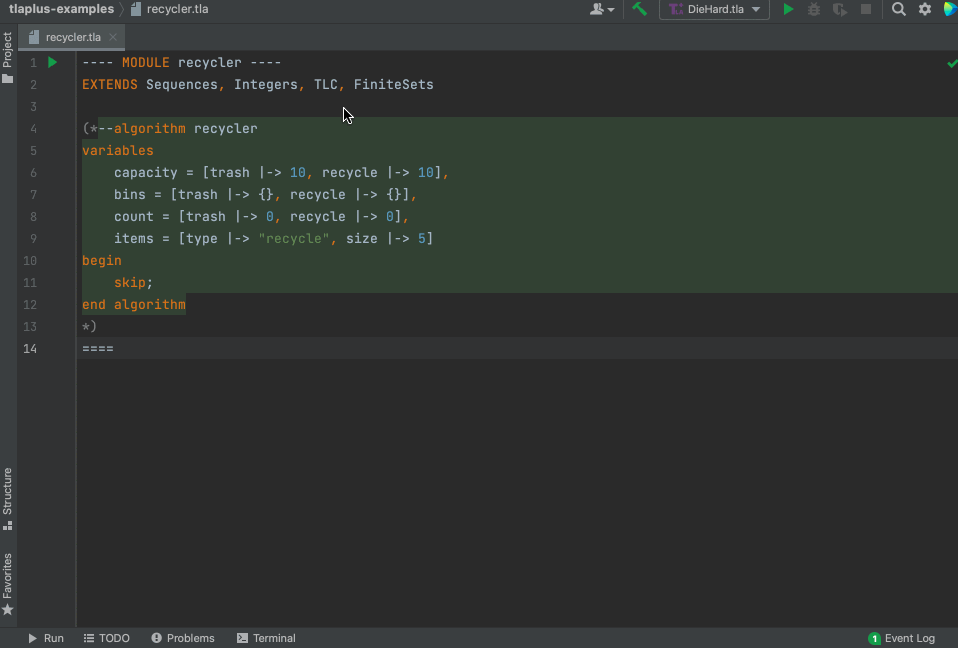 tlaplus-examples recycler.tla DieHard.tla
recycler.tla
Project
Structure
Favorites
1 ---- MODULE recycler ----
2 EXTENDS Sequences, Integers, TLC, FiniteSets
3
4 (*--algorithm recycler
5 variables
6     capacity = [trash |-> 10, recycle |-> 10],
7     bins = [trash |-> {}, recycle |-> {}],
8     count = [trash |-> 0, recycle |-> 0],
9     items = [type |-> "recycle", size |-> 5]
10 begin
11     skip;
12 end algorithm
13 *)
14 ====
Run TODO Problems Terminal 1 Event Log